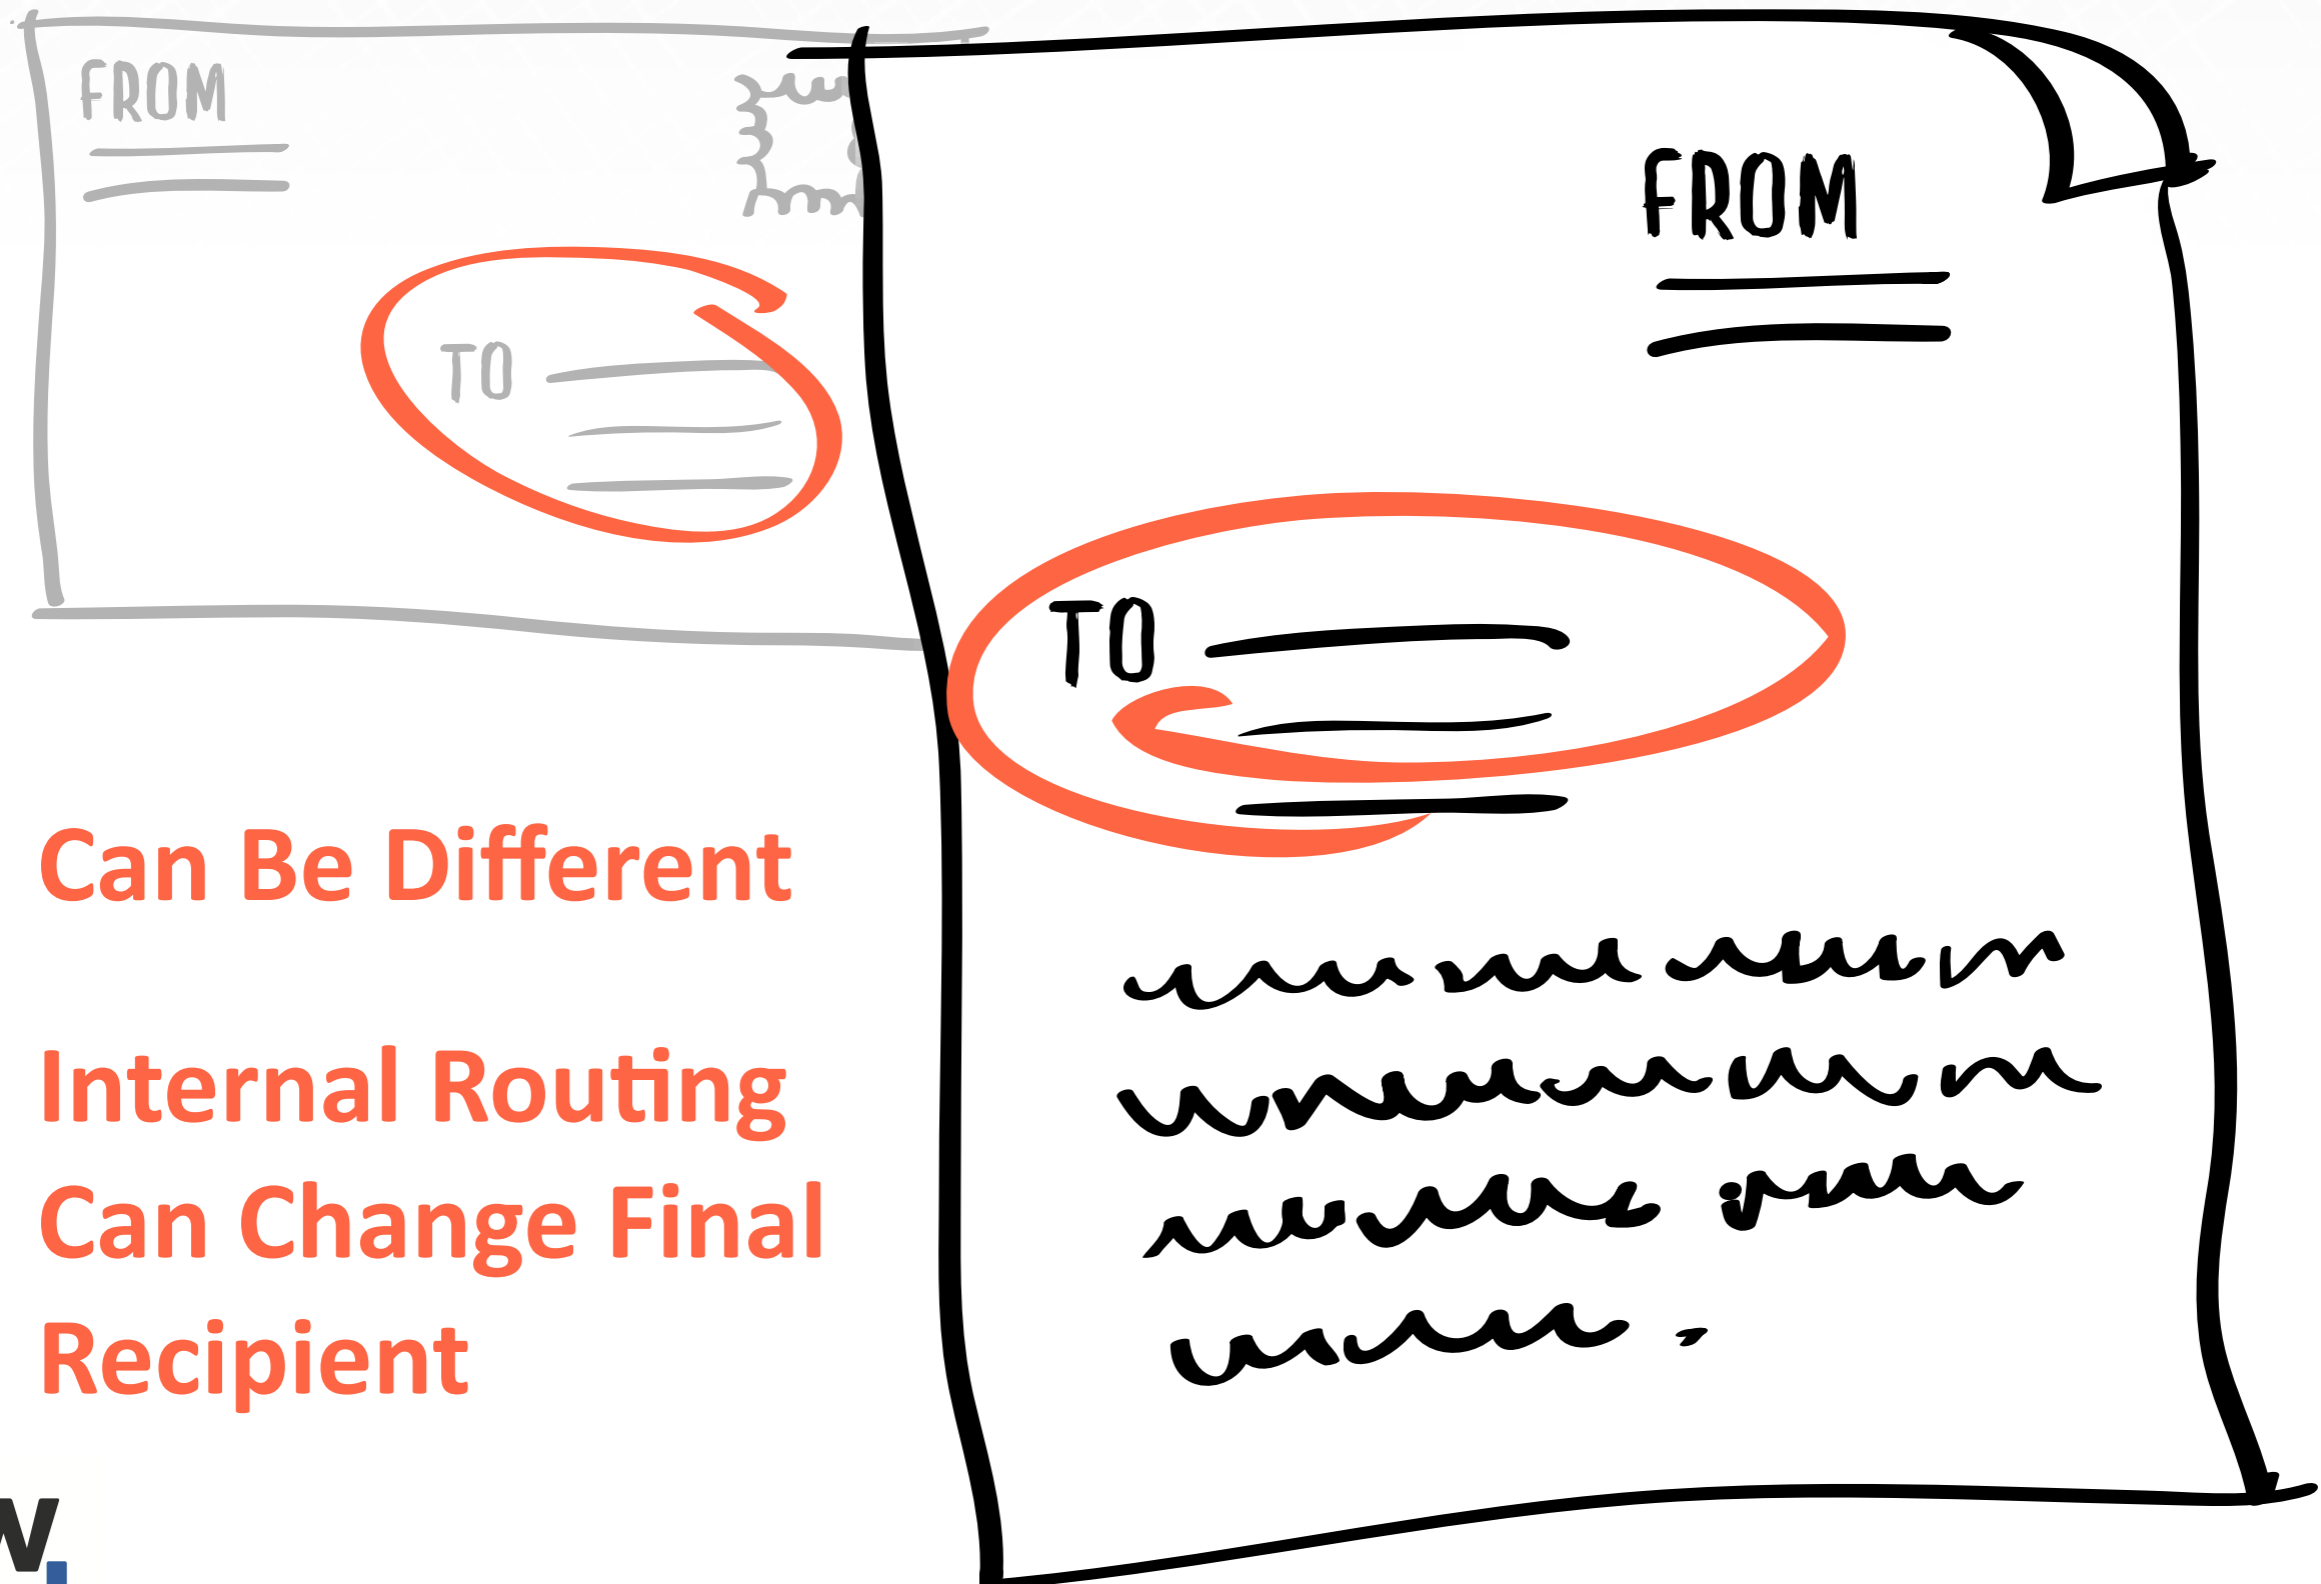 FROM
TO
FROM
TO
Can Be Different
Internal Routing
Can Change Final
Recipient